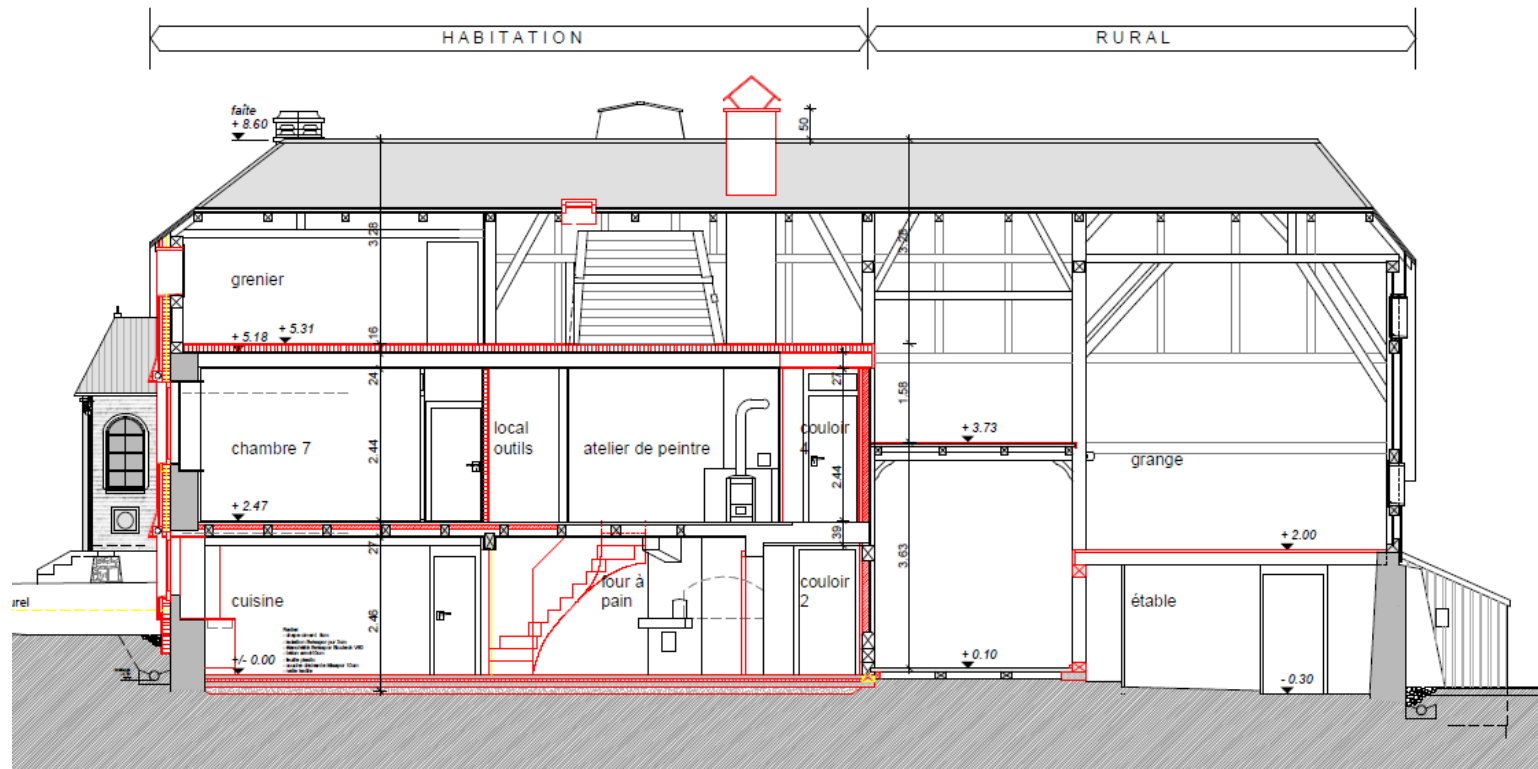 HABITATION
RURAL
faîte
+ 8.60
50
3.28
3.28
grenier
+ 5.18
+ 5.31
16
24
27
1.58
chambre 7
local
outils
atelier de peintre
couloir
4
+ 3.73
grange
2.44
2.44
+ 2.47
+ 2.00
27
39
3.63
urel
cuisine
four à
pain
couloir
2
étable
2.46
Radier
+/- 0.00
+ 0.10
- 0.30